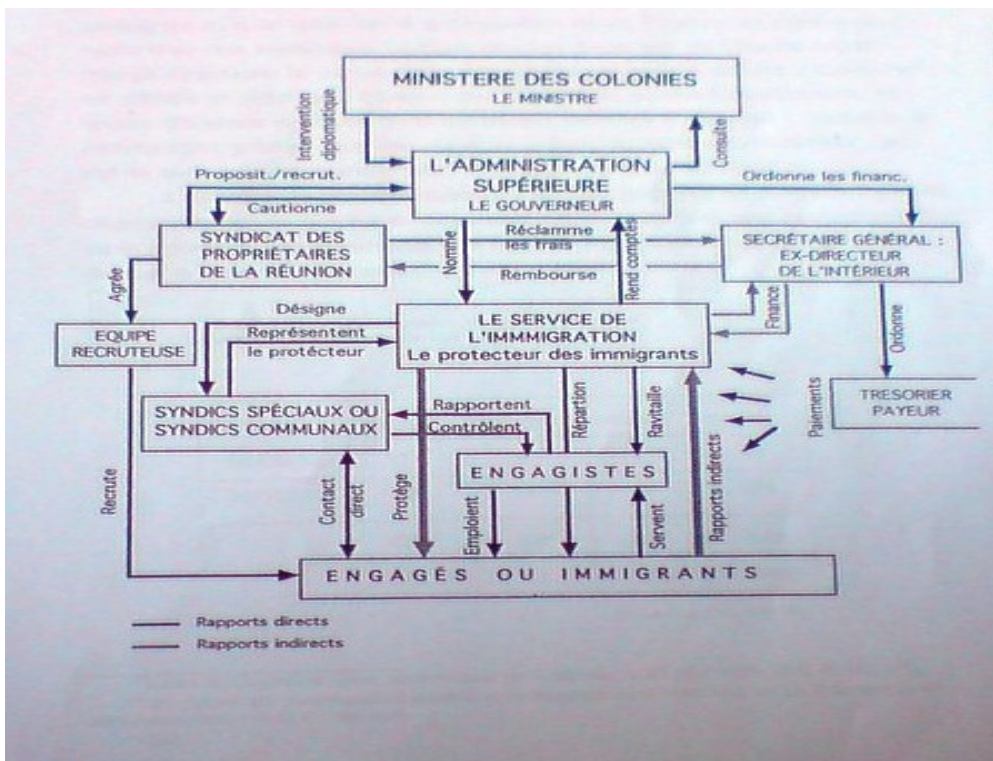 MINISTERE DES COLONIES
LE MINISTRE
Intervention
diplomatique
Consulte
L'ADMINISTRATION
SUPÉRIEURE
LE GOUVERNEUR
Proposit./recrut.
Cautionne
Ordonne les financ.
SYNDICAT DES
PROPRIÉTAIRES
DE LA RÉUNION
Réclamme
les frais
Rembourse
Nomme
Rend comptes
SECRÉTAIRE GÉNÉRAL :
EX-DIRECTEUR
DE L'INTÉRIEUR
Agrée
Désigne
Représentent
le protécteur
LE SERVICE DE
L'IMMMIGRATION
Le protecteur des immigrants
Finance
Ordonne
EQUIPE
RECRUTEUSE
SYNDICS SPÉCIAUX OU
SYNDICS COMMUNAUX
Rapportent
Contrôlent
Répartion
Ravitaille
Paiements
TRESORIER
PAYEUR
ENGAGISTES
Recrute
Contact
direct
Protège
Emploient
Servent
Rapports indirects
ENGAGÉS OU IMMIGRANTS
Rapports directs
Rapports indirects